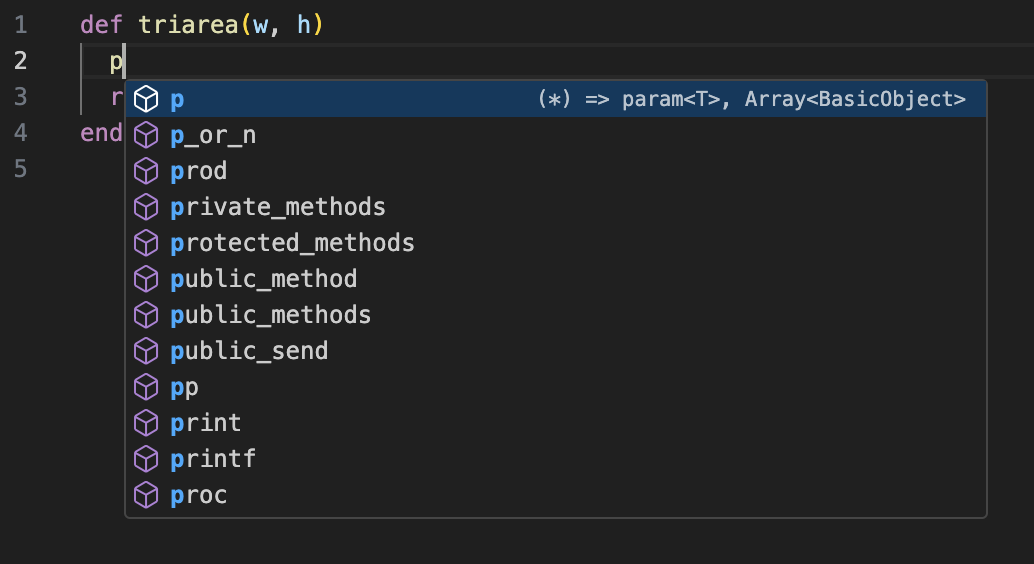 1 def triarea(w, h)
2 p
3 r
p (*) => param<T>, Array<BasicObject>
4 end
p_or_n
5
prod
private_methods
protected_methods
public_method
public_methods
public_send
pp
print
printf
proc